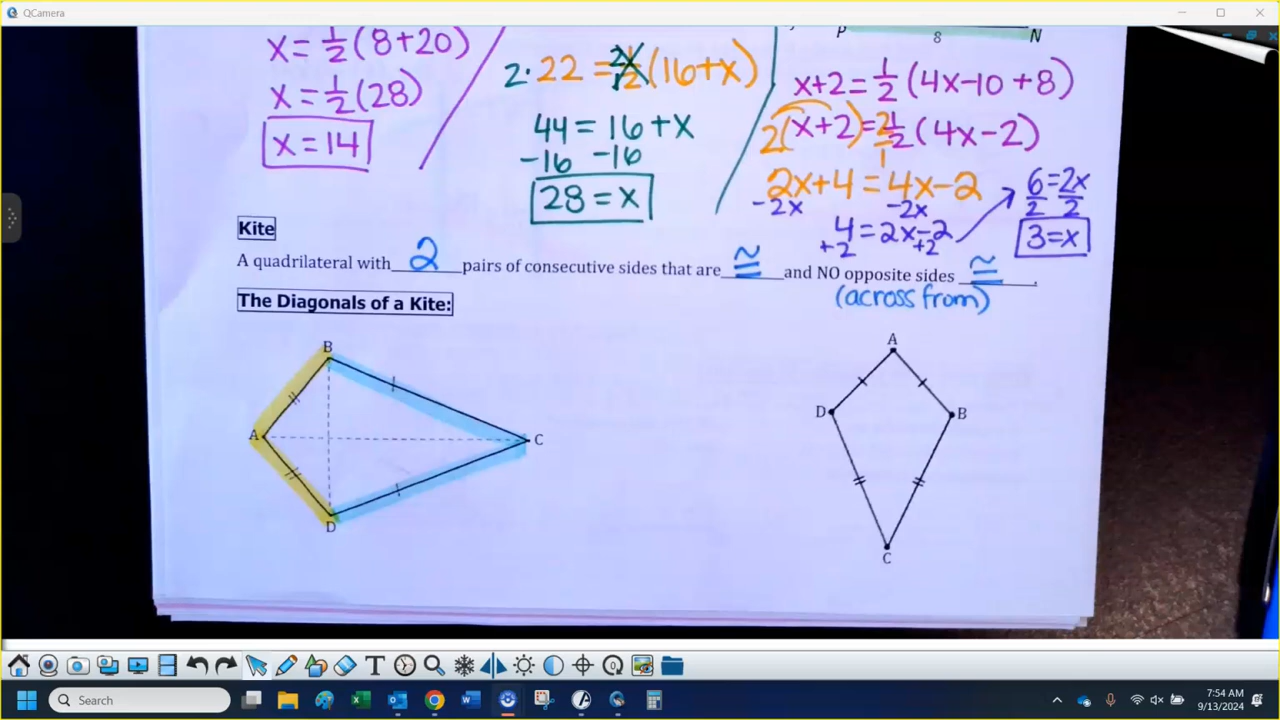 QCamera
x=1/2(8+20)
x=1/2(28)
x=14
2·22=1/2(16+x)
44=16+x
-16 -16
28=x
P 8 N
x+2=1/2(4x-10+8)
2(x+2)=2/1 1/2(4x-2)
2x+4=4x-2
-2x -2x
4=2x-2
+2 +2
6=2x
2 2
3=x
Kite
A quadrilateral with 2 pairs of consecutive sides that are ≅ and NO opposite sides ≅.
(across from)
The Diagonals of a Kite:
B
A
C
D
A
D
B
C
Search
7:54 AM
9/13/2024